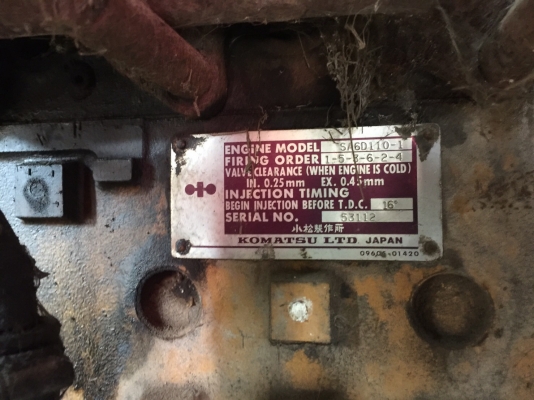 ENGINE MODEL SA6D110-1
FIRING ORDER 1-5-3-6-2-4
VALVE CLEARANCE (WHEN ENGINE IS COLD)
IN. 0.25mm EX. 0.45mm
INJECTION TIMING
BEGIN INJECTION BEFORE T.D.C. 16°
SERIAL NO. 53112
小松製作所
KOMATSU LTD. JAPAN
09606-01420